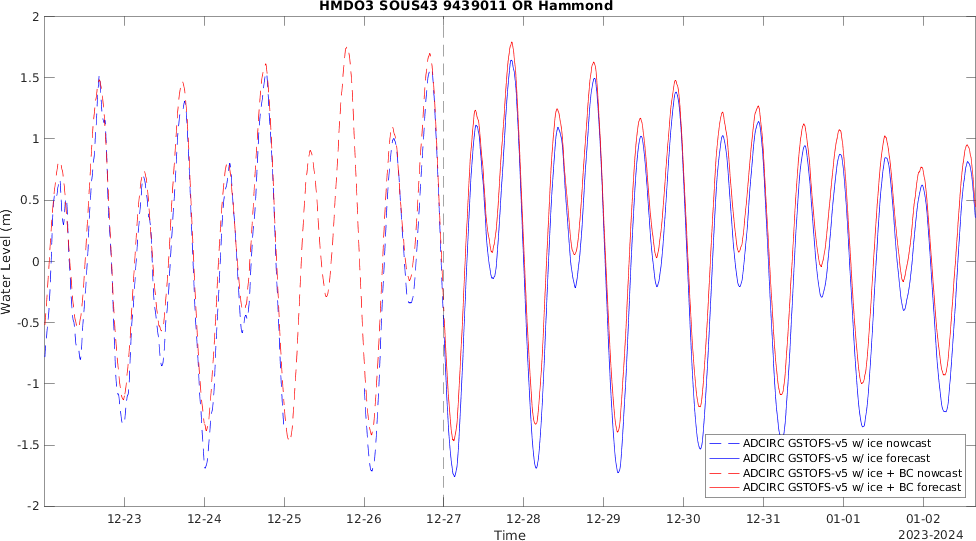 HMDO3 SOUS43 9439011 OR Hammond
2
1.5
1
0.5
0
-0.5
-1
-1.5
-2
Water Level (m)
12-23 12-24 12-25 12-26 12-27 12-28 12-29 12-30 12-31 01-01 01-02
Time
2023-2024
ADCIRC GSTOFS-v5 w/ ice nowcast
ADCIRC GSTOFS-v5 w/ ice forecast
ADCIRC GSTOFS-v5 w/ ice + BC nowcast
ADCIRC GSTOFS-v5 w/ ice + BC forecast